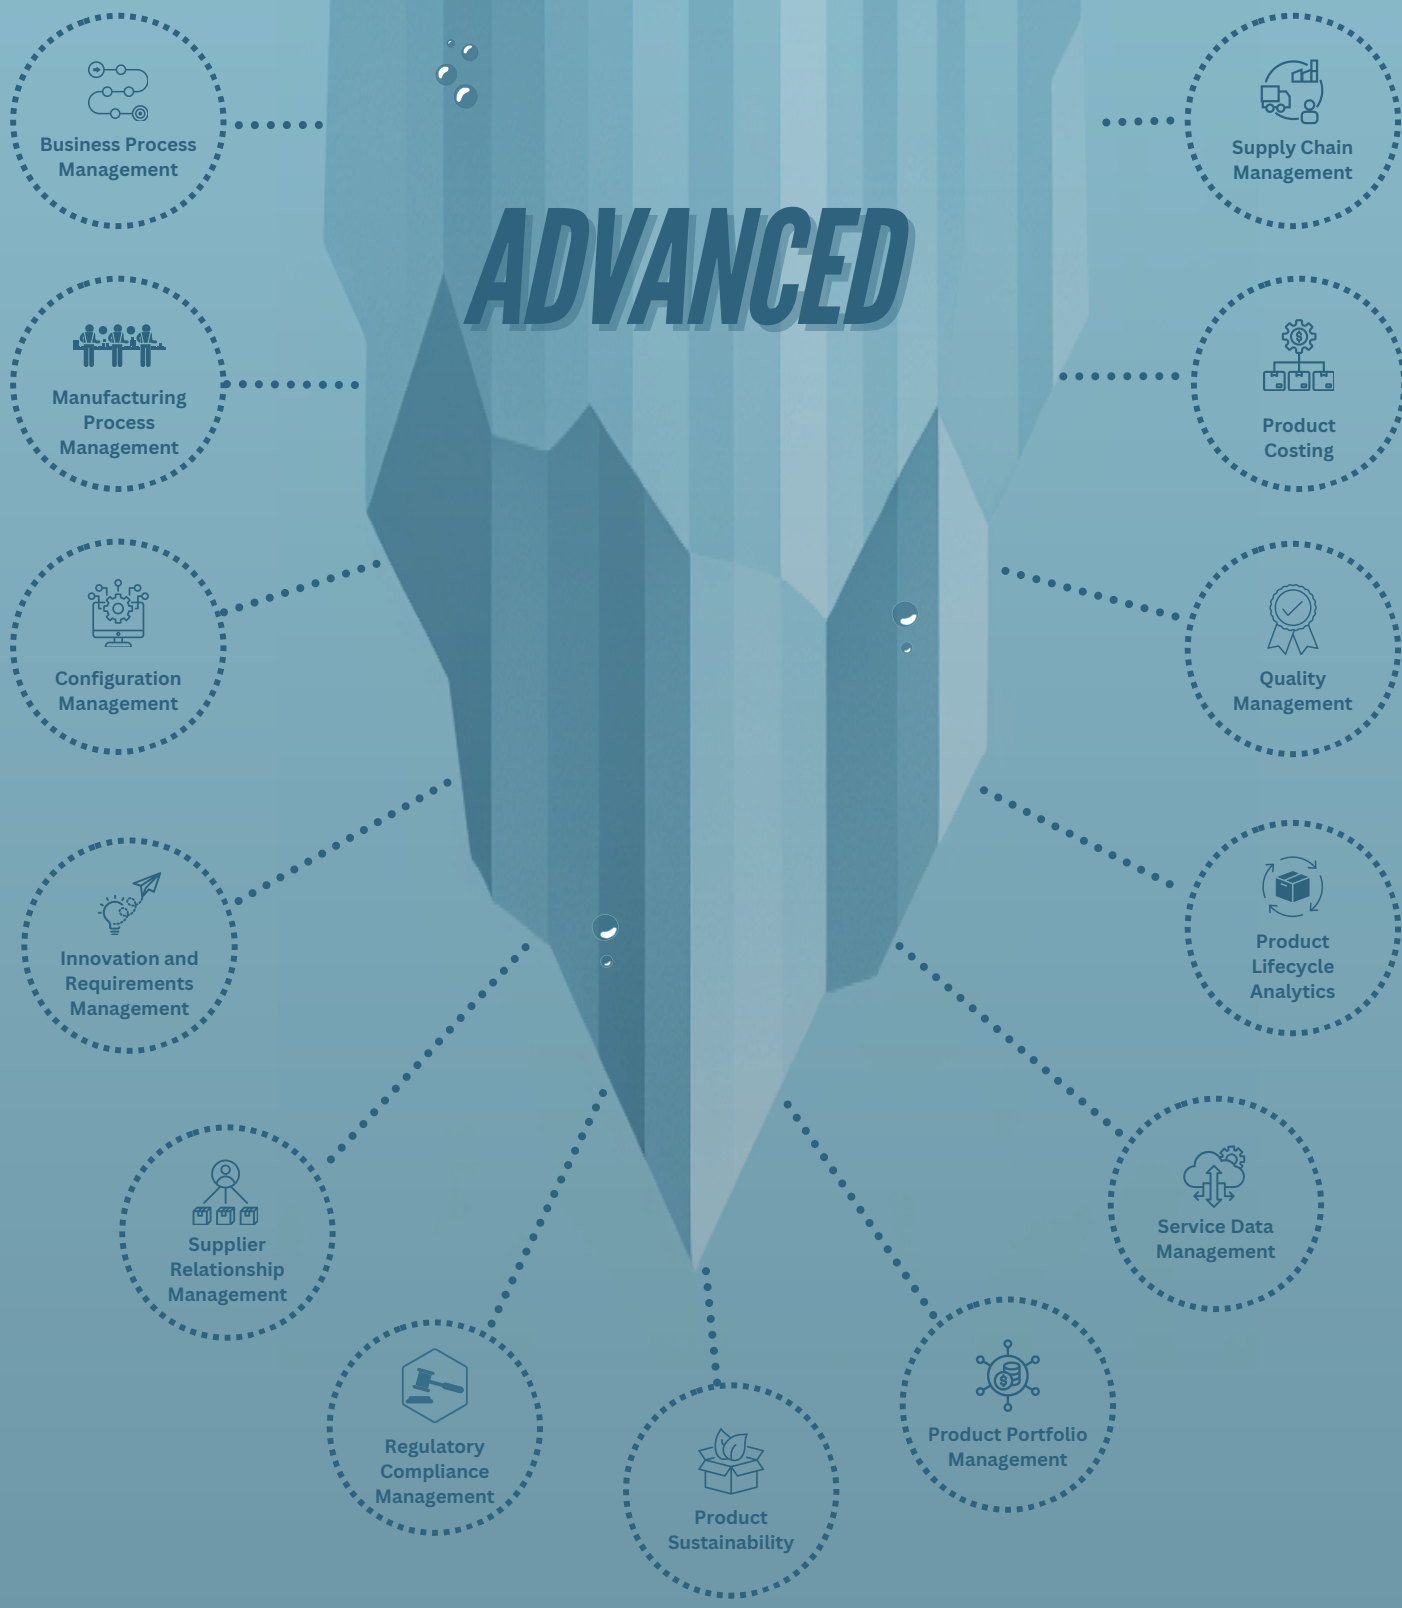 Business Process
Management
Supply Chain
Management
ADVANCED
Manufacturing
Process
Management
Product
Costing
Configuration
Management
Quality
Management
Innovation and
Requirements
Management
Product
Lifecycle
Analytics
Supplier
Relationship
Management
Service Data
Management
Regulatory
Compliance
Management
Product Portfolio
Management
Product
Sustainability